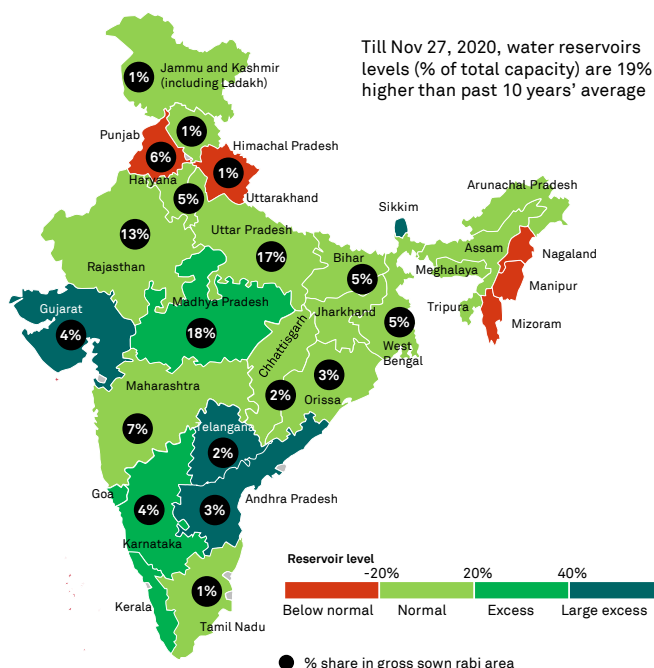 Till Nov 27, 2020, water reservoirs
levels (% of total capacity) are 19%
higher than past 10 years' average
1%
Jammu and Kashmir
(including Ladakh)
Punjab
1%
Himachal Pradesh
6%
1%
Haryana
5%
Uttarakhand
Arunachal Pradesh
Sikkim
13%
Uttar Pradesh
17%
Rajasthan
Bihar
5%
Assam
Nagaland
Meghalaya
Manipur
Gujarat
4%
Madhya Pradesh
18%
Jharkhand
Tripura
Mizoram
5%
West
Bengal
Chhattisgarh
3%
Orissa
2%
Maharashtra
7%
Telangana
2%
Goa
4%
Karnataka
3%
Andhra Pradesh
Kerala
1%
Tamil Nadu
Reservoir level
-20% 20% 40%
Below normal Normal Excess Large excess
% share in gross sown rabi area